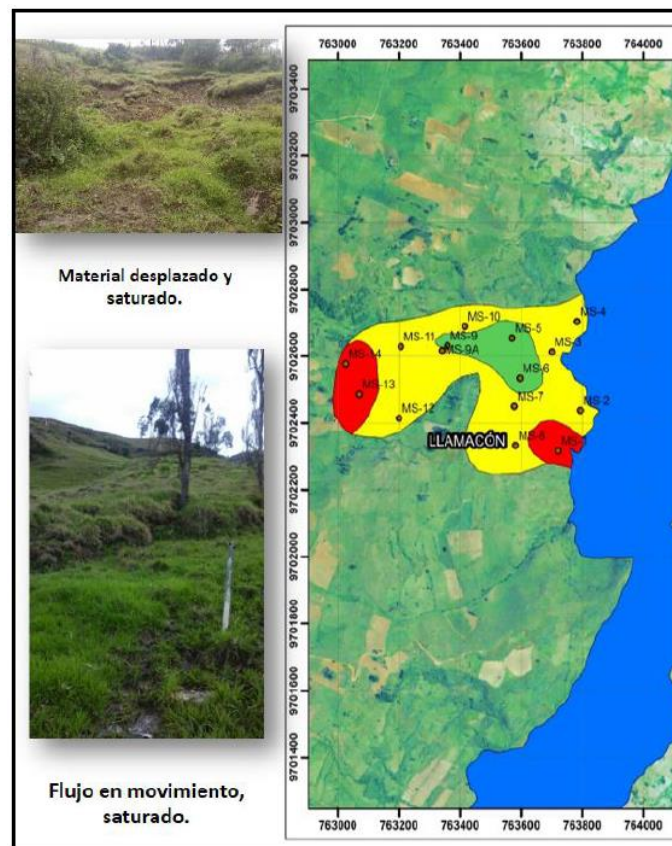 Material desplazado y
saturado.
Flujo en movimiento,
saturado.
763000 763200 763400 763600 763800 764000
9703400
9703200
9703000
9702800
9702600
9702400
9702200
9702000
9701800
9701600
9701400
MS-4
MS-10
MS-5
MS-11
MS-9
MS-3
MS-9A
MS-14
MS-6
MS-13
MS-7
MS-2
MS-12
LLAMACÓN
MS-8
763000 763200 763400 763600 763800 764000